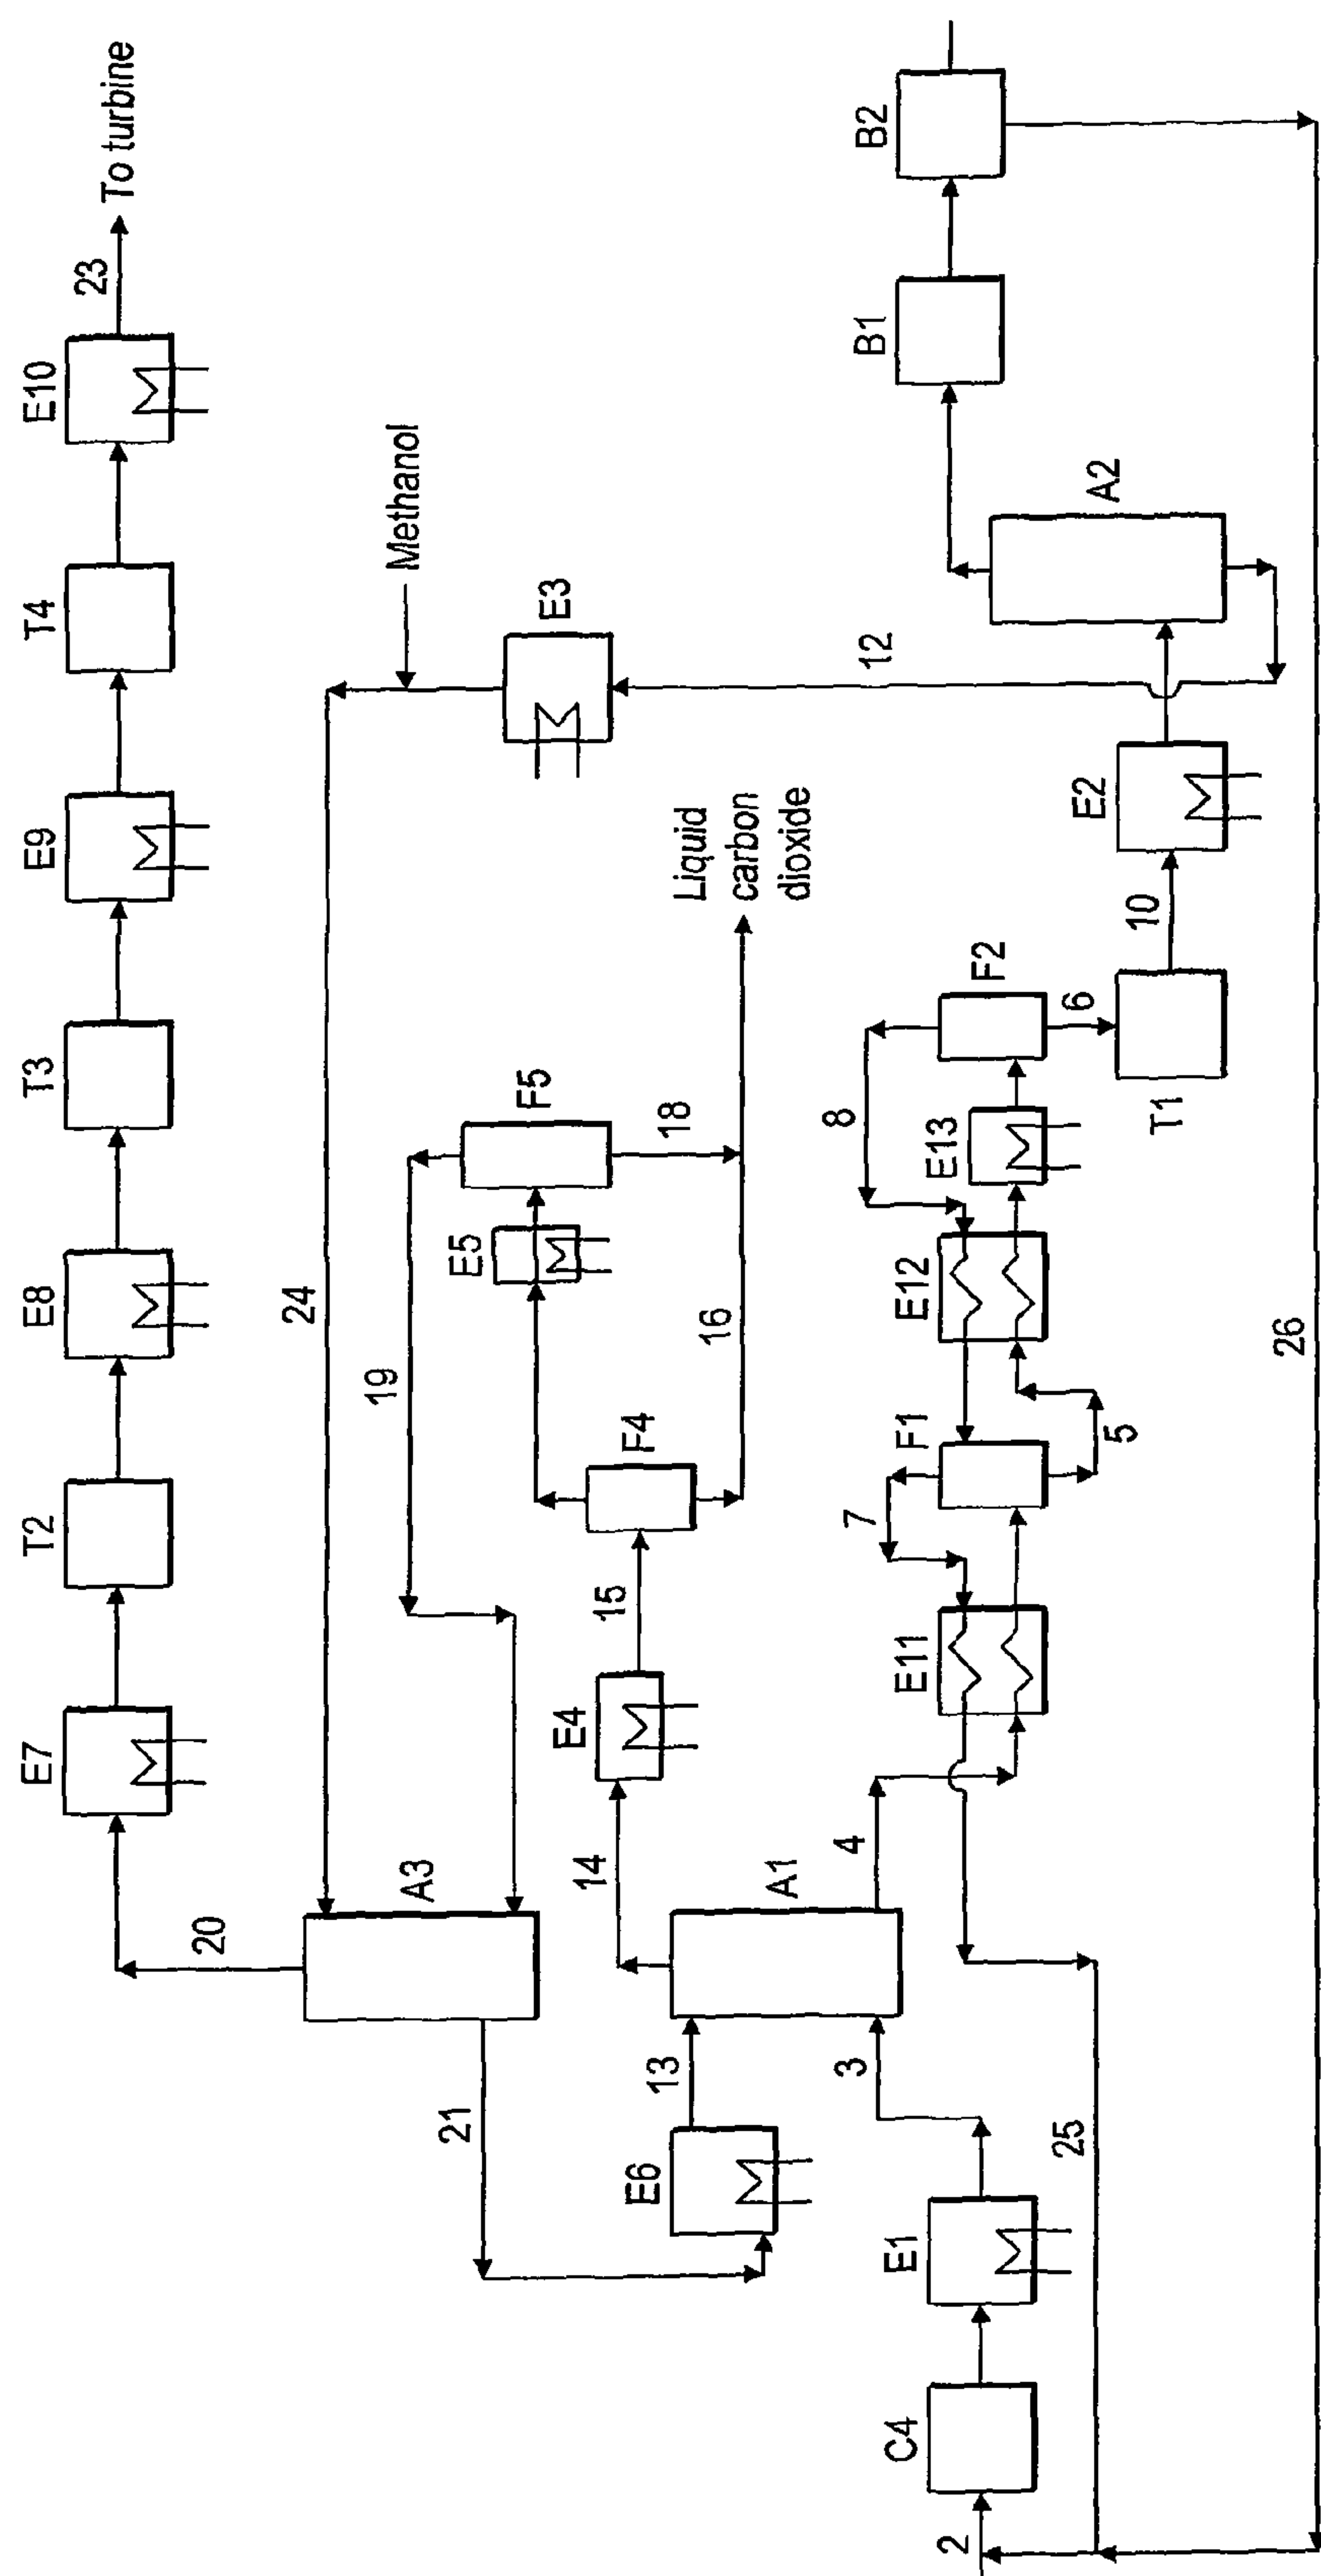 E7
T2
E8
T3
E9
T4
E10
23
To turbine
20
A3
24
Methanol
E3
12
21
19
E5
F5
18
E6
13
14
E4
15
F4
16
Liquid
carbon
dioxide
A1
3
4
2
C4
E1
25
E11
7
F1
5
E12
8
E13
F2
6
T1
10
E2
A2
B1
B2
26